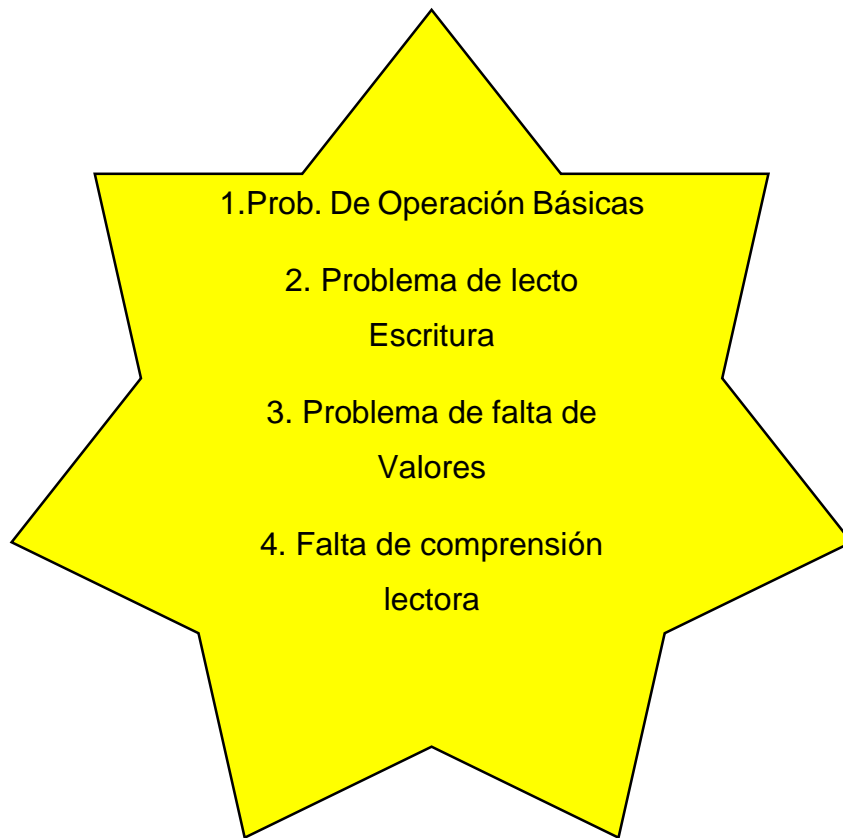 1.Prob. De Operación Básicas
2. Problema de lecto
Escritura
3. Problema de falta de
Valores
4. Falta de comprensión
lectora